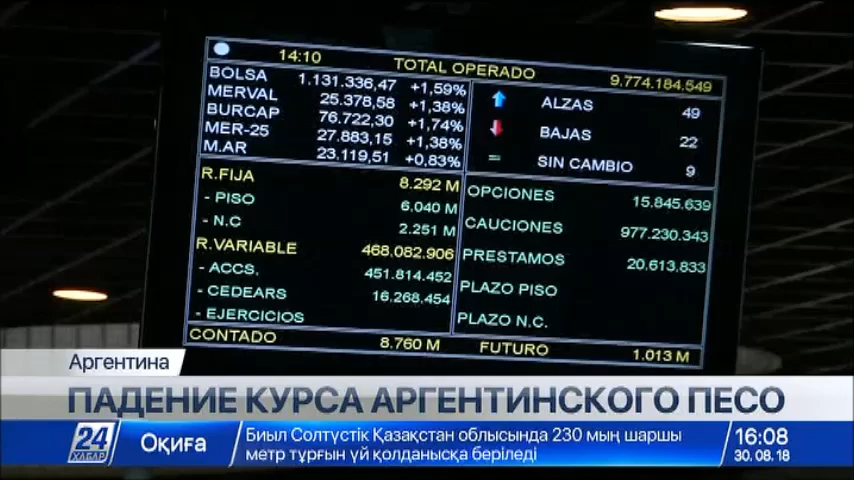 14:10 TOTAL OPERADO 9.774.184.549
BOLSA 1.131.336,47 +1,59%
MERVAL 25.378,58 +1,38%
BURCAP 76.722,30 +1,74%
MER-25 27.883,15 +1,38%
M.AR 23.119,51 +0,83%
ALZAS 49
BAJAS 22
= SIN CAMBIO 9
R.FIJA 8.292 M
- PISO 6.040 M
- N.C 2.251 M
R.VARIABLE 468.082.906
- ACCS. 451.814.452
- CEDEARS 16.268.454
- EJERCICIOS
OPCIONES 15.845.639
CAUCIONES 977.230.343
PRESTAMOS 20.613.833
PLAZO PISO
PLAZO N.C.
CONTADO 8.760 M FUTURO 1.013 M
Аргентина
ПАДЕНИЕ КУРСА АРГЕНТИНСКОГО ПЕСО
24 ХАБАР
Оқиға
Биыл Солтүстік Қазақстан облысында 230 мың шаршы
метр тұрғын үй қолданысқа беріледі
16:08
30.08.18